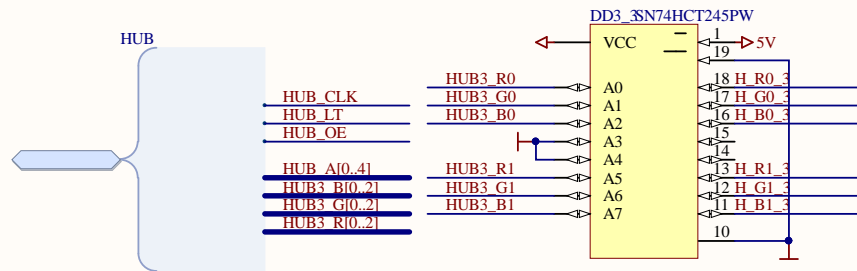 DD3_3SN74HCT245PW
HUB
VCC
1
5V
19
HUB3_R0
A0
18
H_R0_3
HUB_CLK
HUB3_G0
A1
17
H_G0_3
HUB_LT
HUB3_B0
A2
16
H_B0_3
HUB_OE
A3
15
A4
14
HUB_A[0..4]
HUB3_R1
A5
13
H_R1_3
HUB3_B[0..2]
HUB3_G1
A6
12
H_G1_3
HUB3_G[0..2]
HUB3_B1
A7
11
H_B1_3
HUB3_R[0..2]
10